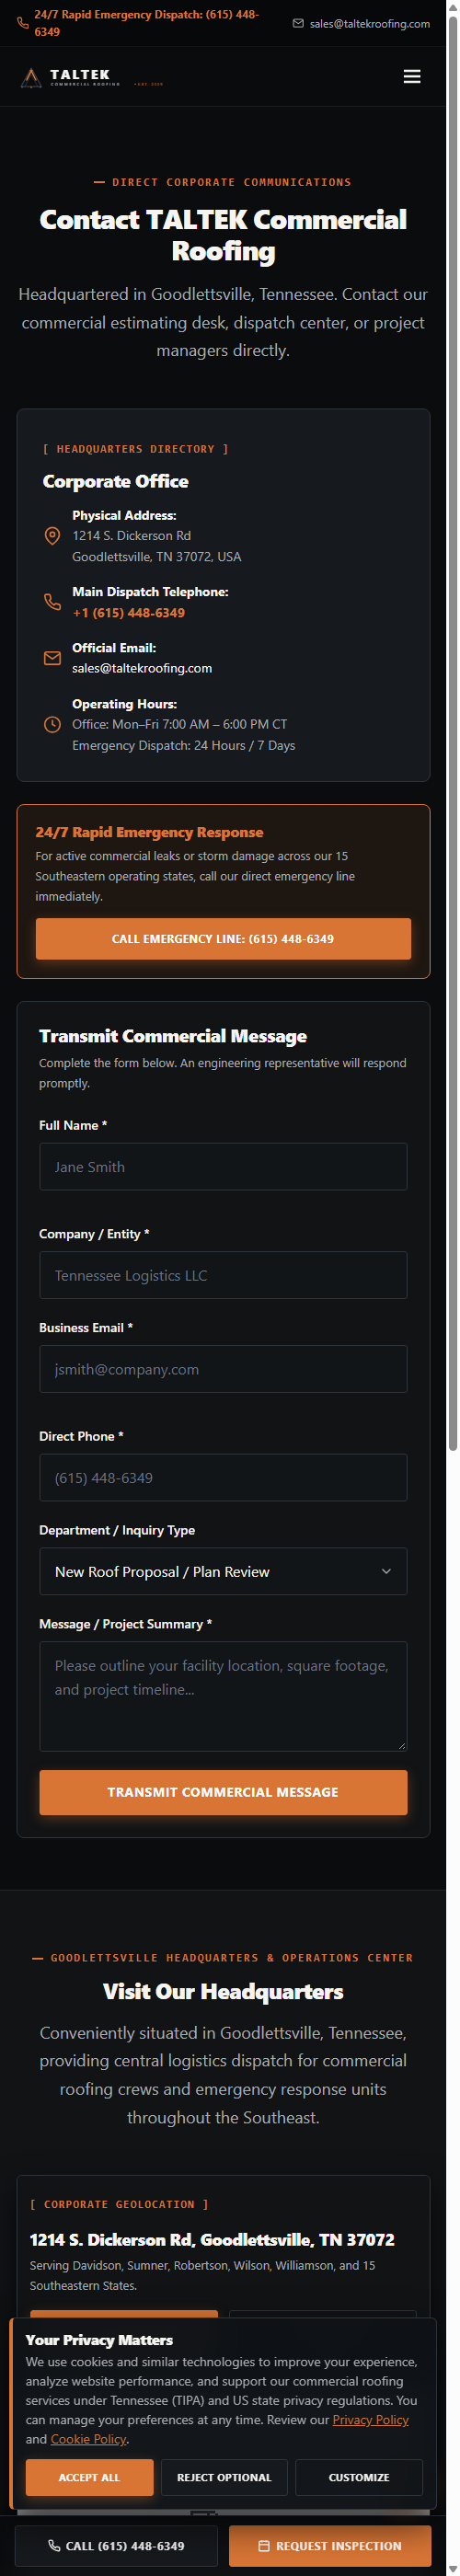 24/7 Rapid Emergency Dispatch: (615) 448-
6349
sales@taltekroofing.com
TALTEK
COMMERCIAL ROOFING
DIRECT CORPORATE COMMUNICATIONS
Contact TALTEK Commercial
Roofing
Headquartered in Goodlettsville, Tennessee. Contact our
commercial estimating desk, dispatch center, or project
managers directly.
[ HEADQUARTERS DIRECTORY ]
Corporate Office
Physical Address:
1214 S. Dickerson Rd
Goodlettsville, TN 37072, USA
Main Dispatch Telephone:
+1 (615) 448-6349
Official Email:
sales@taltekroofing.com
Operating Hours:
Office: Mon–Fri 7:00 AM – 6:00 PM CT
Emergency Dispatch: 24 Hours / 7 Days
24/7 Rapid Emergency Response
For active commercial leaks or storm damage across our 15
Southeastern operating states, call our direct emergency line
immediately.
CALL EMERGENCY LINE: (615) 448-6349
Transmit Commercial Message
Complete the form below. An engineering representative will respond
promptly.
Full Name *
Jane Smith
Company / Entity *
Tennessee Logistics LLC
Business Email *
jsmith@company.com
Direct Phone *
(615) 448-6349
Department / Inquiry Type
New Roof Proposal / Plan Review
Message / Project Summary *
Please outline your facility location, square footage,
and project timeline...
TRANSMIT COMMERCIAL MESSAGE
GOODLETTSVILLE HEADQUARTERS & OPERATIONS CENTER
Visit Our Headquarters
Conveniently situated in Goodlettsville, Tennessee,
providing central logistics dispatch for commercial
roofing crews and emergency response units
throughout the Southeast.
[ CORPORATE GEOLOCATION ]
1214 S. Dickerson Rd, Goodlettsville, TN 37072
Serving Davidson, Sumner, Robertson, Wilson, Williamson, and 15
Southeastern States.
Your Privacy Matters
We use cookies and similar technologies to improve your experience,
analyze website performance, and support our commercial roofing
services under Tennessee (TIPA) and US state privacy regulations. You
can manage your preferences at any time. Review our Privacy Policy
and Cookie Policy.
ACCEPT ALL
REJECT OPTIONAL
CUSTOMIZE
CALL (615) 448-6349
REQUEST INSPECTION